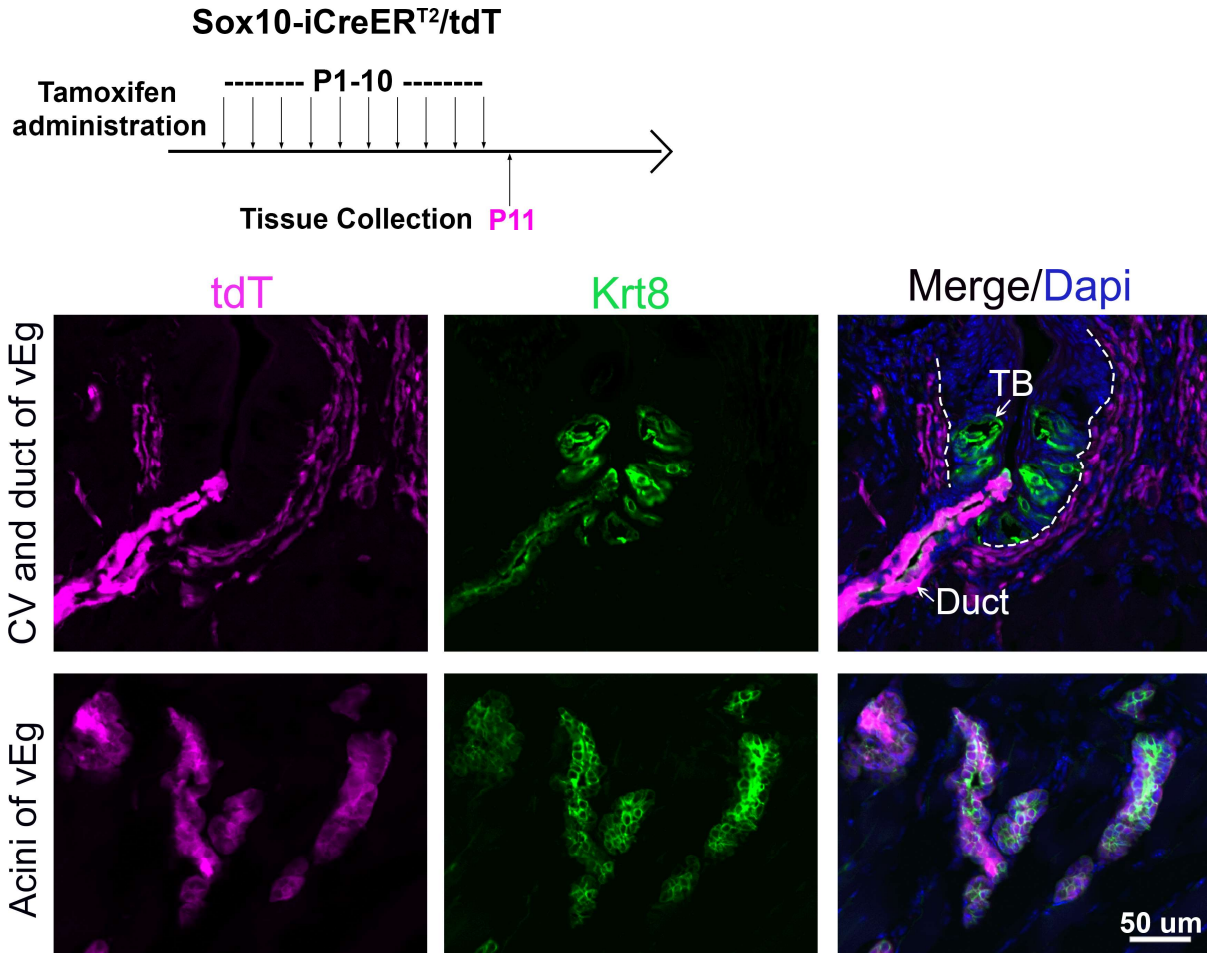 Sox10-iCreERᵀ²/tdT
-------- P1-10 --------
Tamoxifen
administration
Tissue Collection P11
tdT
Krt8
Merge/Dapi
CV and duct of vEg
TB
Duct
Acini of vEg
50 um